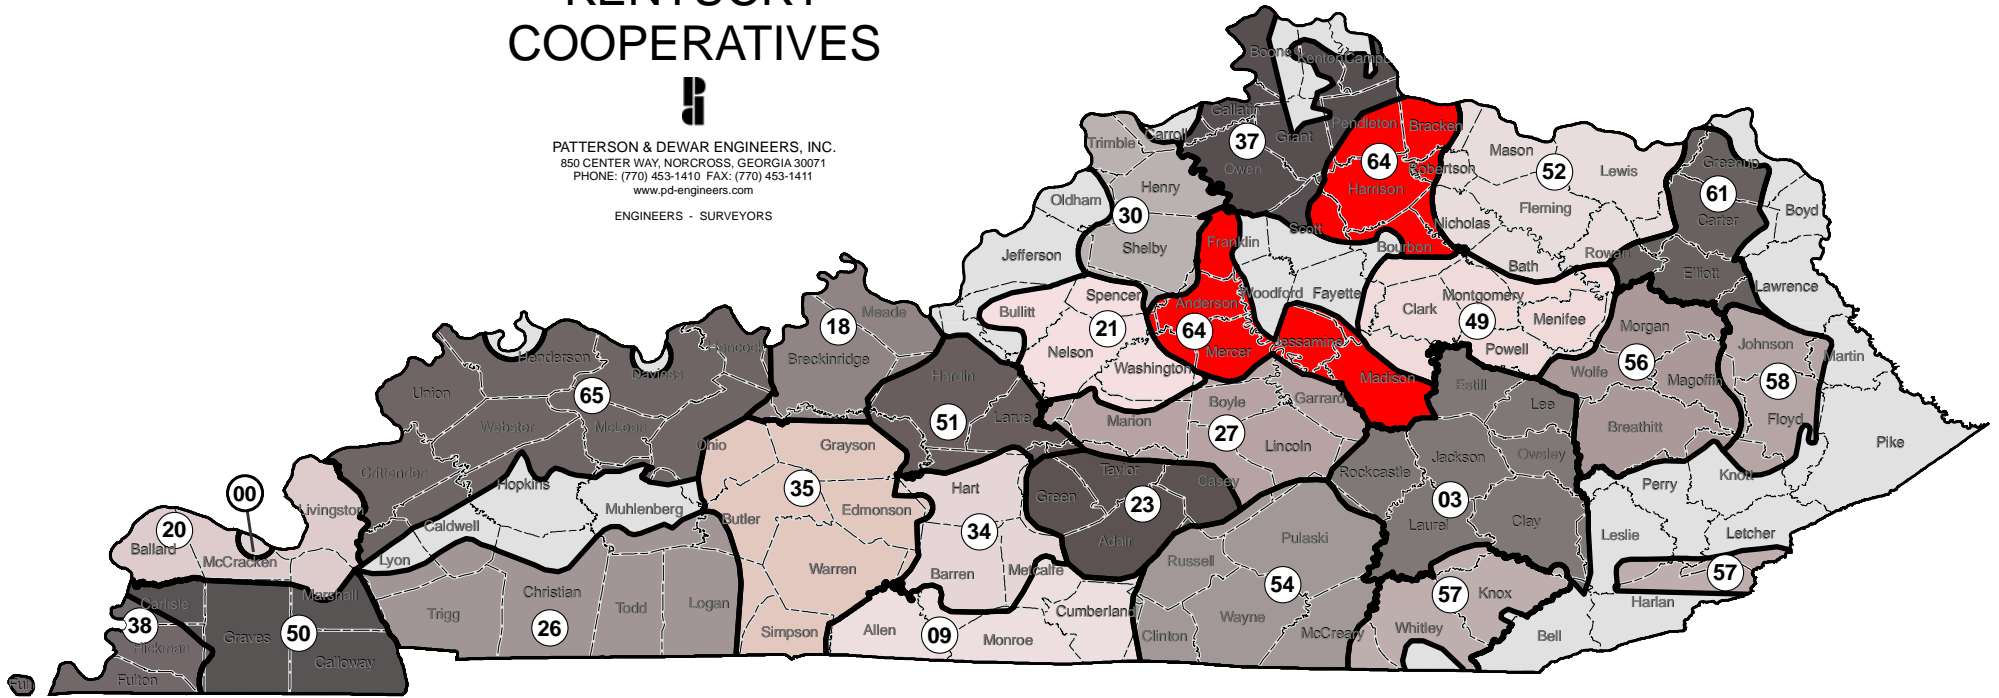 KENTUCKY
COOPERATIVES
PATTERSON & DEWAR ENGINEERS, INC.
850 CENTER WAY, NORCROSS, GEORGIA 30071
PHONE: (770) 453-1410 FAX: (770) 453-1411
www.pd-engineers.com
ENGINEERS - SURVEYORS
Boone
Kenton
Campb
Gallatin
Grant
Pendleton
Bracken
37
Owen
64
Harrison
Robertson
Mason
52
Lewis
Fleming
Nicholas
Rowan
Bath
Greenup
61
Carter
Boyd
Elliott
Lawrence
Trimble
Carroll
Henry
Oldham
30
Shelby
Jefferson
Franklin
Scott
Bourbon
Woodford
Fayette
Clark
Montgomery
49
Menifee
Powell
Spencer
Bullitt
21
Nelson
Washington
Anderson
64
Mercer
Jessamine
Madison
Morgan
56
Wolfe
Magoffin
Breathitt
Johnson
58
Floyd
Martin
Pike
Meade
18
Breckinridge
Hancock
Henderson
Daviess
Union
65
Webster
McLean
Ohio
Crittenden
Hardin
51
Larue
Marion
Boyle
Garrard
27
Lincoln
Casey
Estill
Lee
Owsley
Jackson
Rockcastle
03
Laurel
Clay
Perry
Knott
Leslie
Letcher
57
Harlan
Grayson
35
Edmonson
Butler
Warren
Simpson
Hart
34
Barren
Metcalfe
Taylor
Green
23
Adair
Hopkins
Muhlenberg
Caldwell
Lyon
Livingston
00
20
Ballard
McCracken
Carlisle
Marshall
38
Hickman
Graves
50
Calloway
Fulton
Full
Trigg
Christian
26
Todd
Logan
Allen
09
Monroe
Cumberland
Russell
Pulaski
54
Wayne
Clinton
McCreary
57
Knox
Whitley
Bell